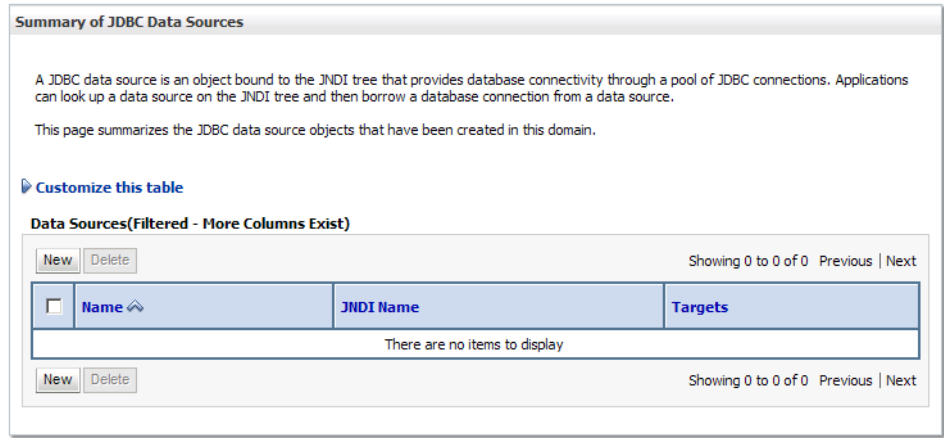 Summary of JDBC Data Sources
A JDBC data source is an object bound to the JNDI tree that provides database connectivity through a pool of JDBC connections. Applications
can look up a data source on the JNDI tree and then borrow a database connection from a data source.
This page summarizes the JDBC data source objects that have been created in this domain.
Customize this table
Data Sources(Filtered - More Columns Exist)
New Delete Showing 0 to 0 of 0 Previous | Next
Name JNDI Name Targets
There are no items to display
New Delete Showing 0 to 0 of 0 Previous | Next